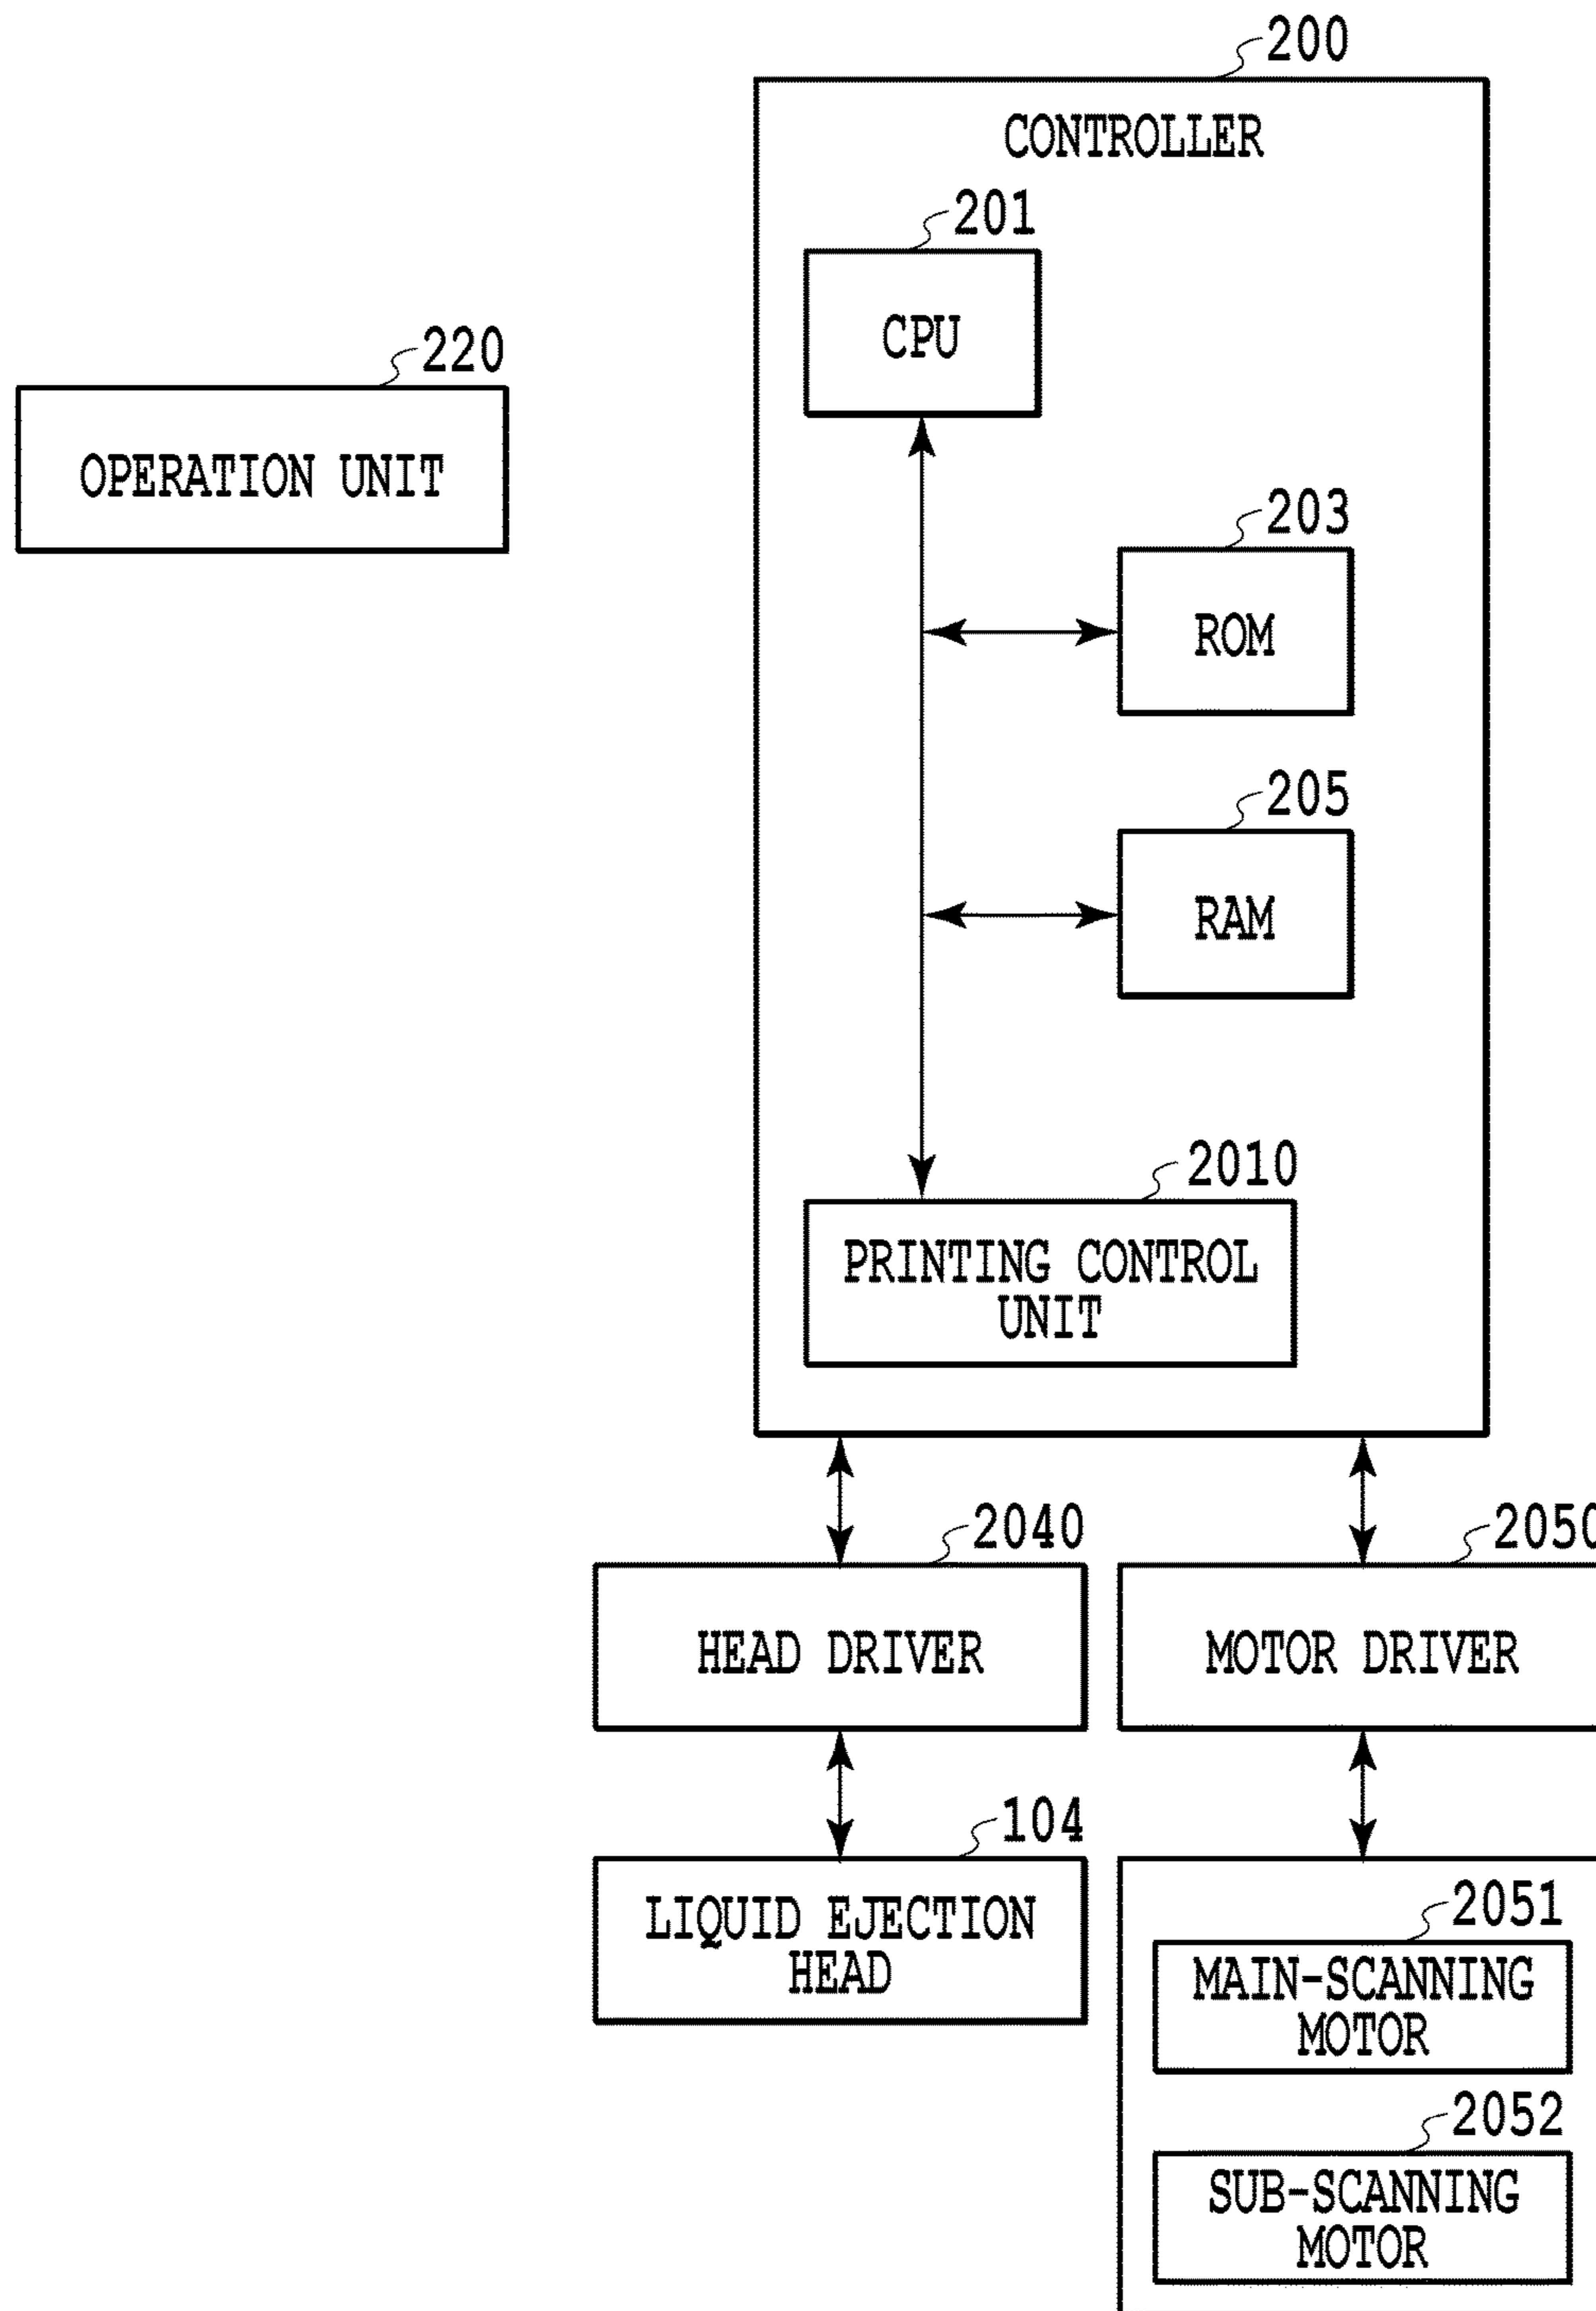 200
CONTROLLER
201
CPU
220
OPERATION UNIT
203
ROM
205
RAM
2010
PRINTING CONTROL
UNIT
2040
HEAD DRIVER
2050
MOTOR DRIVER
104
LIQUID EJECTION
HEAD
2051
MAIN-SCANNING
MOTOR
2052
SUB-SCANNING
MOTOR